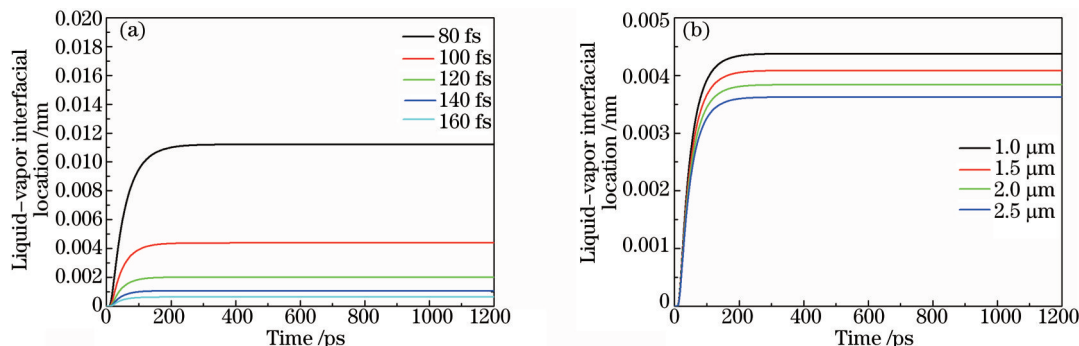 (a)
Liquid-vapor interfacial
location /nm
0.020
0.018
0.016
0.014
0.012
0.010
0.008
0.006
0.004
0.002
0
80 fs
100 fs
120 fs
140 fs
160 fs
0 200 400 600 800 1000 1200
Time /ps
(b)
Liquid-vapor interfacial
location /nm
0.005
0.004
0.003
0.002
0.001
0
1.0 μm
1.5 μm
2.0 μm
2.5 μm
0 200 400 600 800 1000 1200
Time /ps